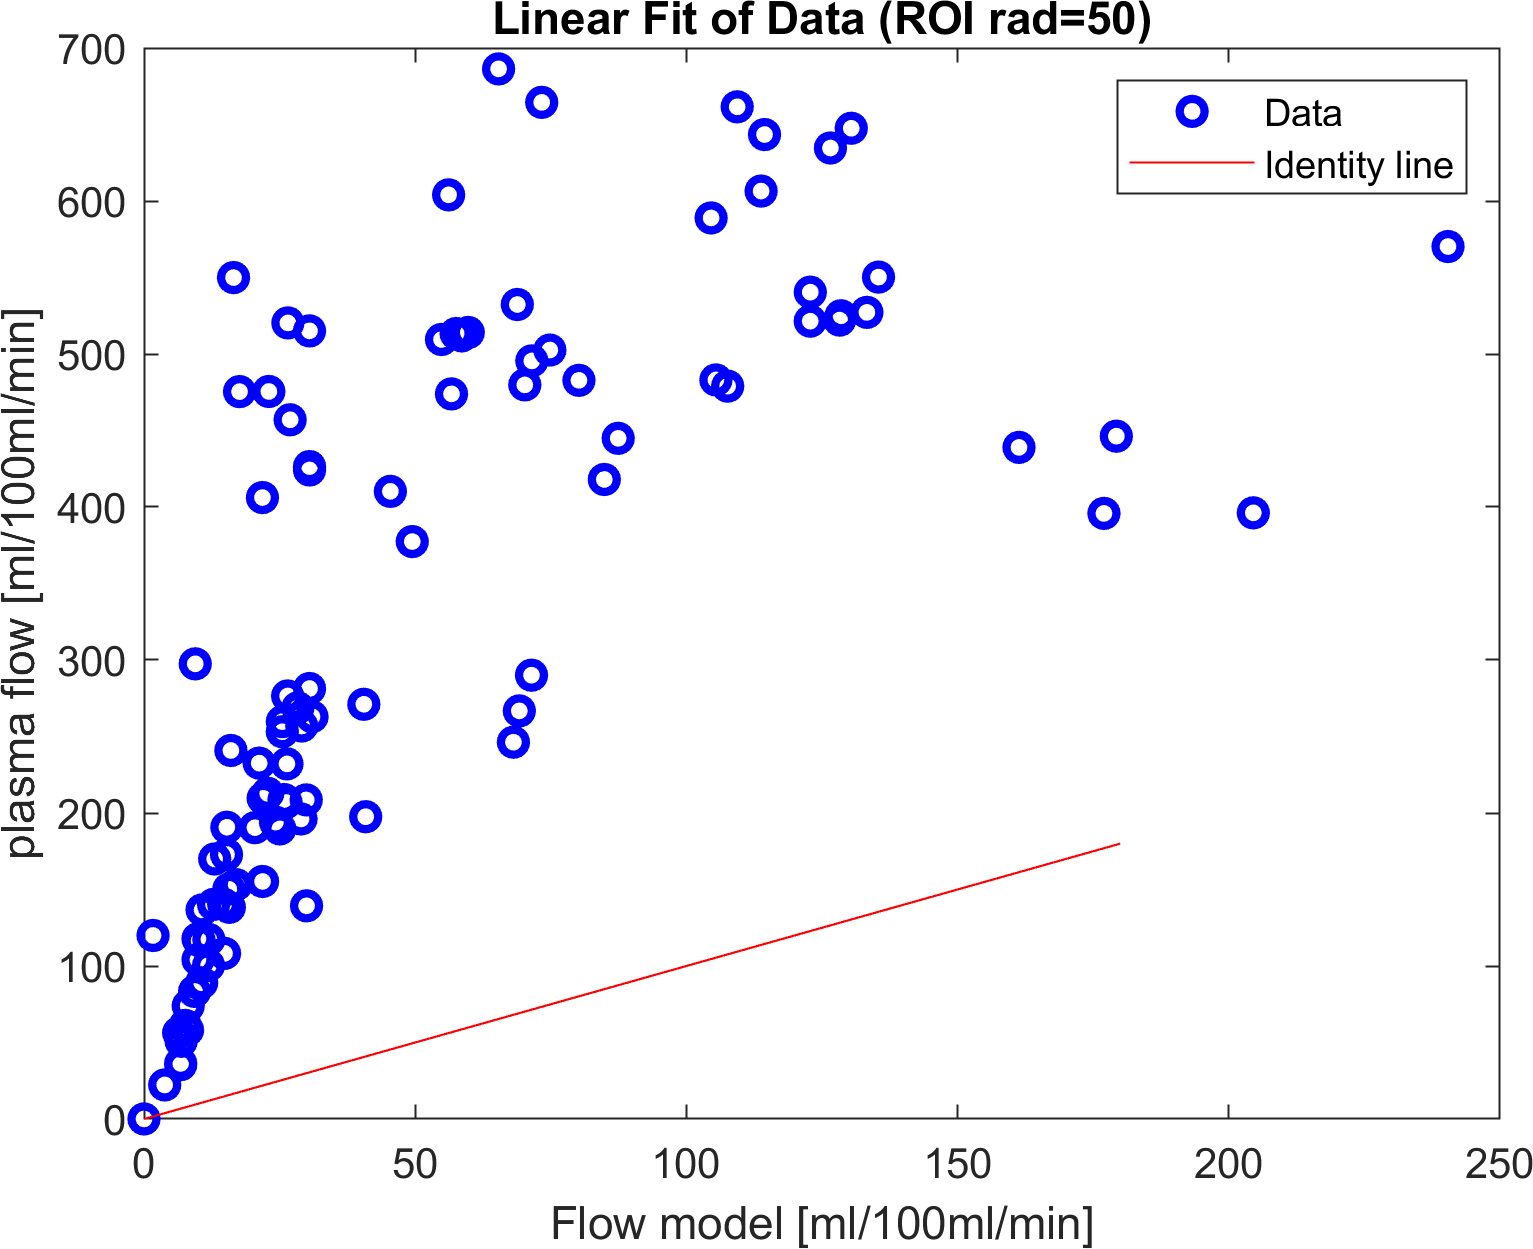 Linear Fit of Data (ROI rad=50)
700
600
500
400
300
200
100
0
plasma flow [ml/100ml/min]
Data
Identity line
0 50 100 150 200 250
Flow model [ml/100ml/min]